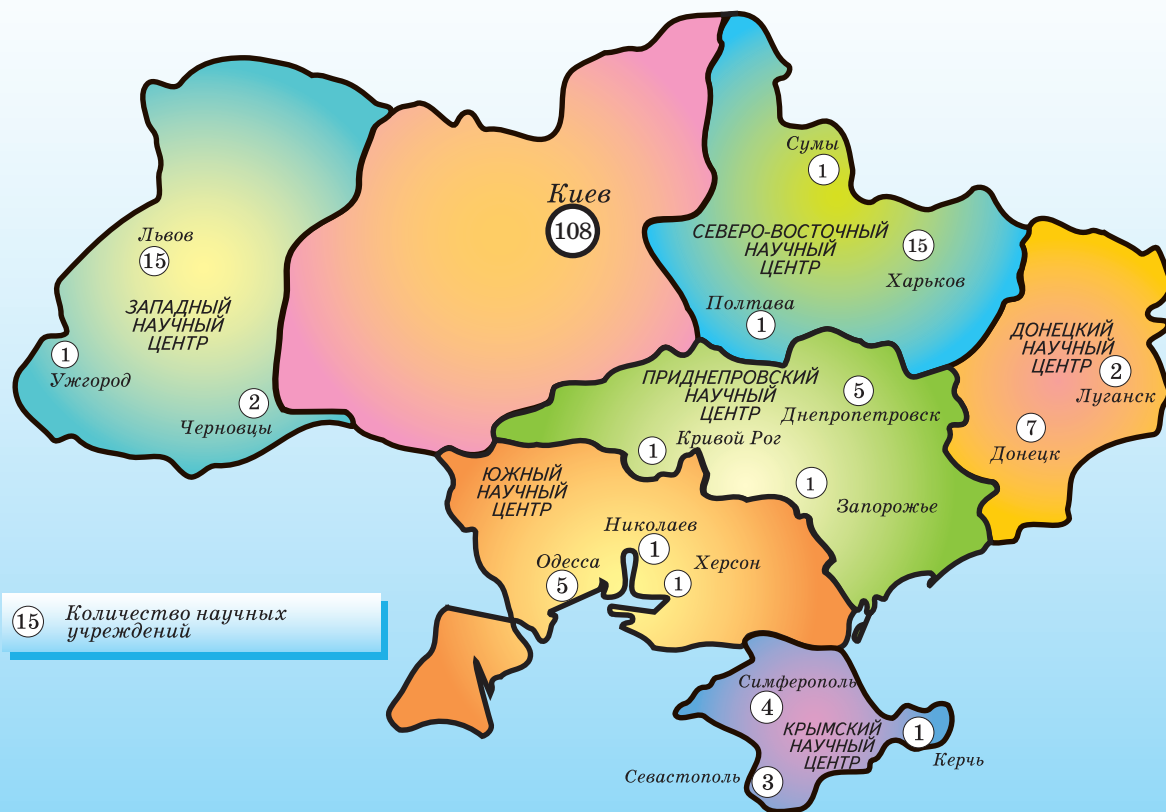 Сумы
1
Киев
108
СЕВЕРО-ВОСТОЧНЫЙ
НАУЧНЫЙ
ЦЕНТР
15
Харьков
Полтава
1
Львов
15
ЗАПАДНЫЙ
НАУЧНЫЙ
ЦЕНТР
1
Ужгород
2
Черновцы
ДОНЕЦКИЙ
НАУЧНЫЙ
ЦЕНТР
2
Луганск
7
Донецк
ПРИДНЕПРОВСКИЙ
НАУЧНЫЙ
ЦЕНТР
5
Днепропетровск
1
Кривой Рог
1
Запорожье
ЮЖНЫЙ
НАУЧНЫЙ
ЦЕНТР
Николаев
1
Одесса
5
Херсон
1
15
Количество научных
учреждений
Симферополь
4
КРЫМСКИЙ
НАУЧНЫЙ
ЦЕНТР
1
Керчь
Севастополь
3